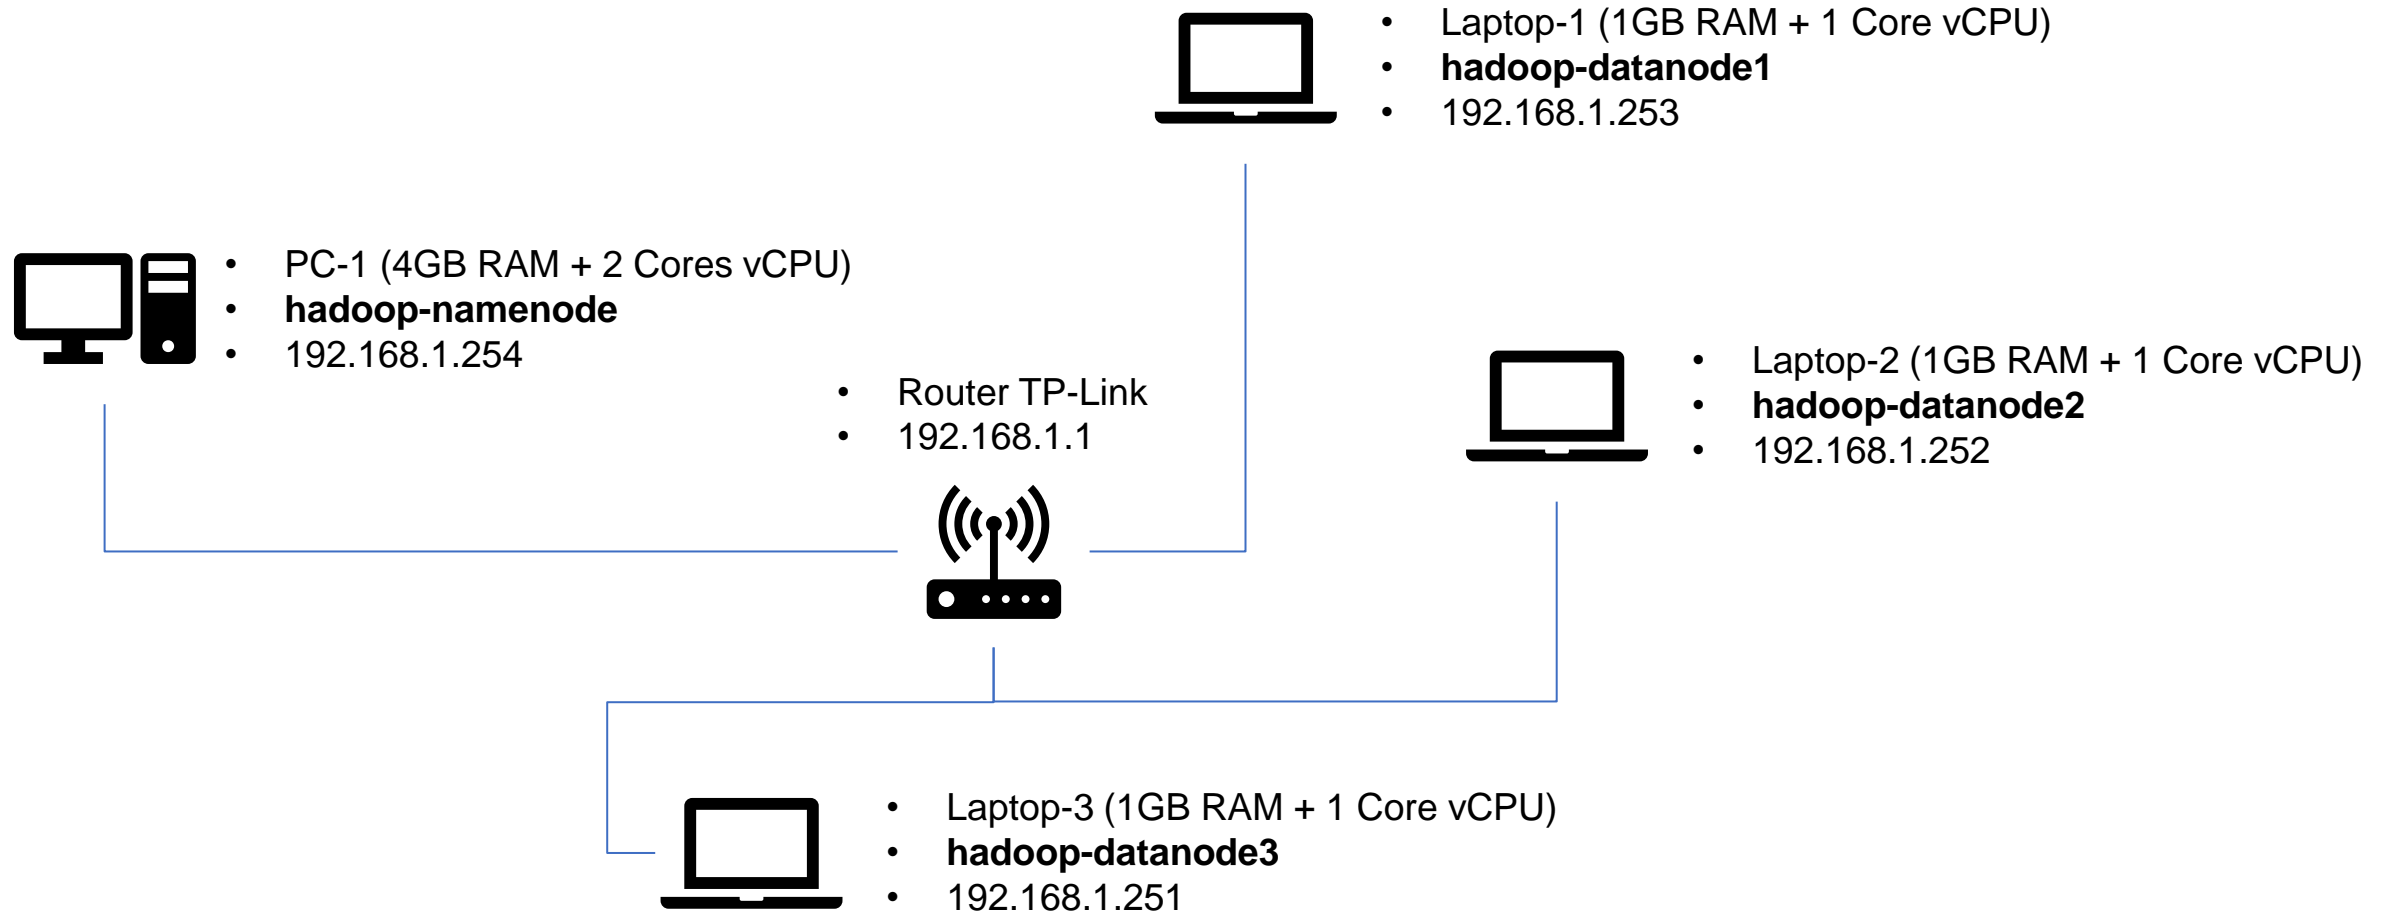 • Laptop-1 (1GB RAM + 1 Core vCPU)
• hadoop-datanode1
• 192.168.1.253
• PC-1 (4GB RAM + 2 Cores vCPU)
• hadoop-namenode
• 192.168.1.254
• Router TP-Link
• 192.168.1.1
• Laptop-2 (1GB RAM + 1 Core vCPU)
• hadoop-datanode2
• 192.168.1.252
• Laptop-3 (1GB RAM + 1 Core vCPU)
• hadoop-datanode3
• 192.168.1.251